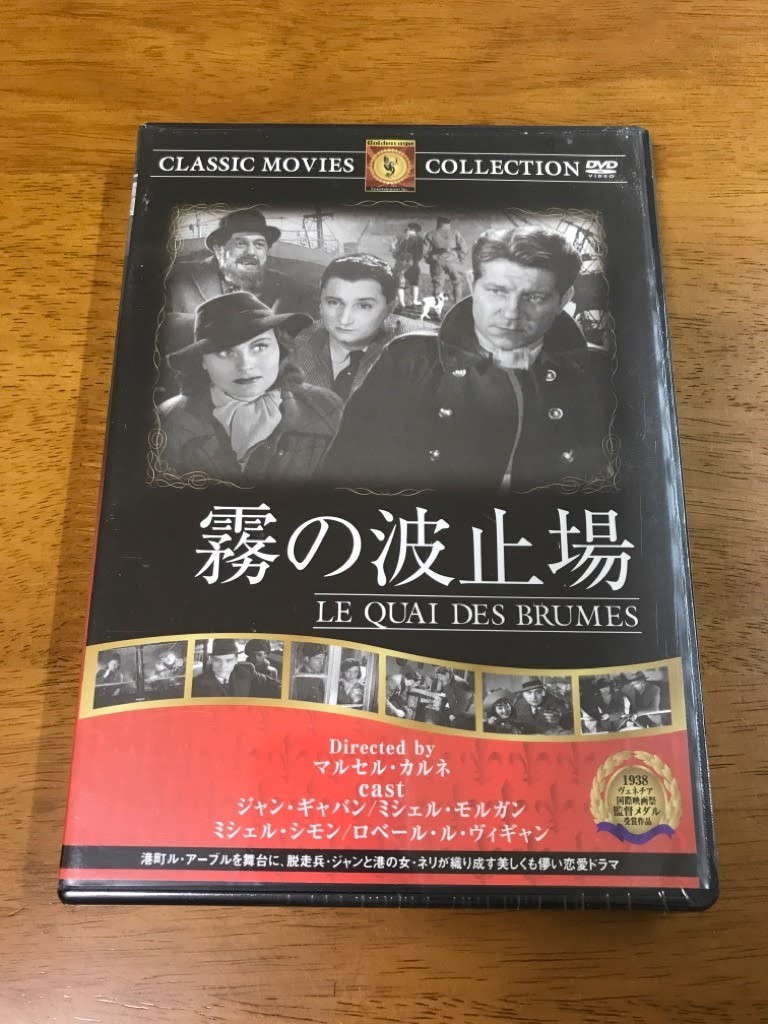 Golden age
CLASSIC MOVIES COLLECTION DVD
VIDEO
霧の波止場
LE QUAI DES BRUMES
Directed by
マルセル・カルネ
cast
ジャン・ギャバン/ミシェル・モルガン
ミシェル・シモン/ロベール・ル・ヴィギャン
1938
ヴェネチア
国際映画祭
監督メダル
受賞作品
港町ル・アーブルを舞台に、脱走兵・ジャンと港の女・ネリが織り成す美しくも儚い恋愛ドラマ